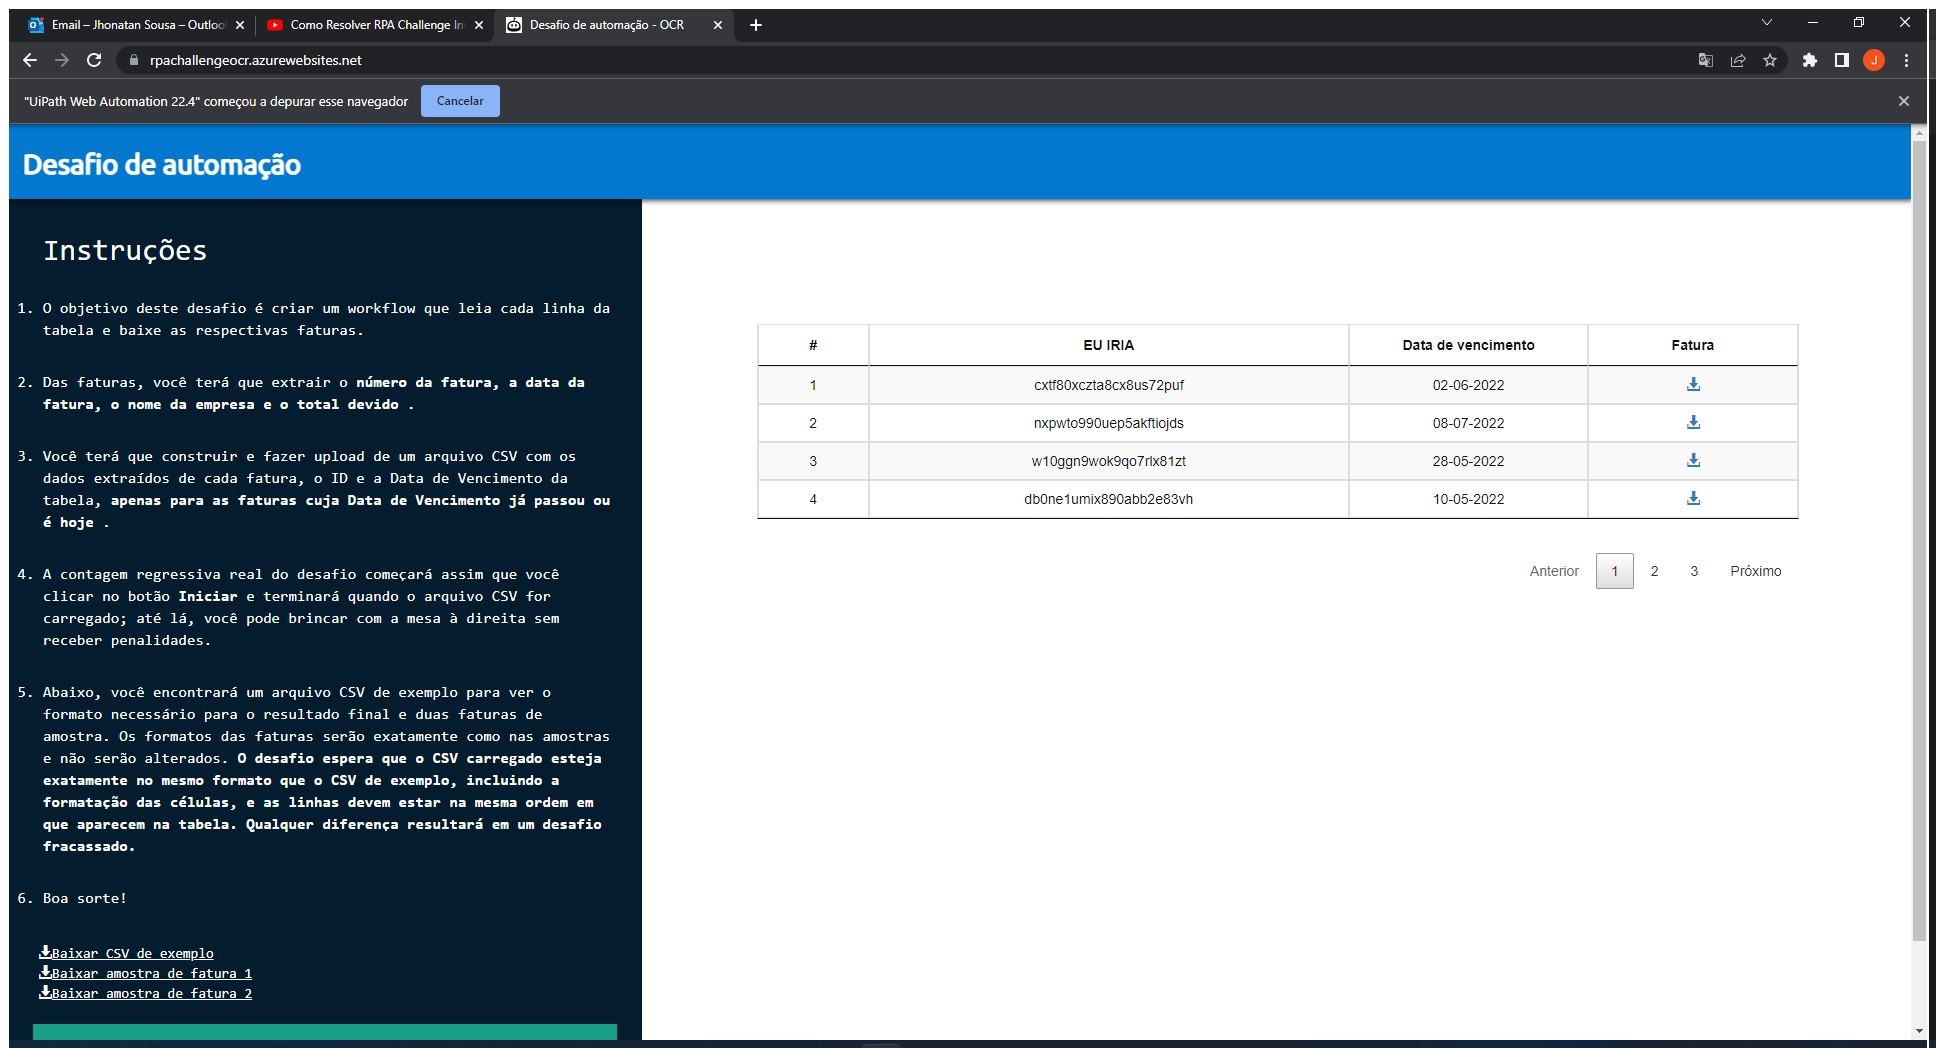 Email – Jhonatan Sousa – Outloo
Como Resolver RPA Challenge In
Desafio de automação - OCR
rpachallengeocr.azurewebsites.net
J
"UiPath Web Automation 22.4" começou a depurar esse navegador
Cancelar
Desafio de automação
Instruções
1. O objetivo deste desafio é criar um workflow que leia cada linha da
tabela e baixe as respectivas faturas.
2. Das faturas, você terá que extrair o número da fatura, a data da
fatura, o nome da empresa e o total devido .
3. Você terá que construir e fazer upload de um arquivo CSV com os
dados extraídos de cada fatura, o ID e a Data de Vencimento da
tabela, apenas para as faturas cuja Data de Vencimento já passou ou
é hoje .
4. A contagem regressiva real do desafio começará assim que você
clicar no botão Iniciar e terminará quando o arquivo CSV for
carregado; até lá, você pode brincar com a mesa à direita sem
receber penalidades.
5. Abaixo, você encontrará um arquivo CSV de exemplo para ver o
formato necessário para o resultado final e duas faturas de
amostra. Os formatos das faturas serão exatamente como nas amostras
e não serão alterados. O desafio espera que o CSV carregado esteja
exatamente no mesmo formato que o CSV de exemplo, incluindo a
formatação das células, e as linhas devem estar na mesma ordem em
que aparecem na tabela. Qualquer diferença resultará em um desafio
fracassado.
6. Boa sorte!
Baixar CSV de exemplo
Baixar amostra de fatura 1
Baixar amostra de fatura 2
# EU IRIA Data de vencimento Fatura
1 cxtf80xczta8cx8us72puf 02-06-2022
2 nxpwto990uep5akftiojds 08-07-2022
3 w10ggn9wok9qo7rlx81zt 28-05-2022
4 db0ne1umix890abb2e83vh 10-05-2022
Anterior 1 2 3 Próximo